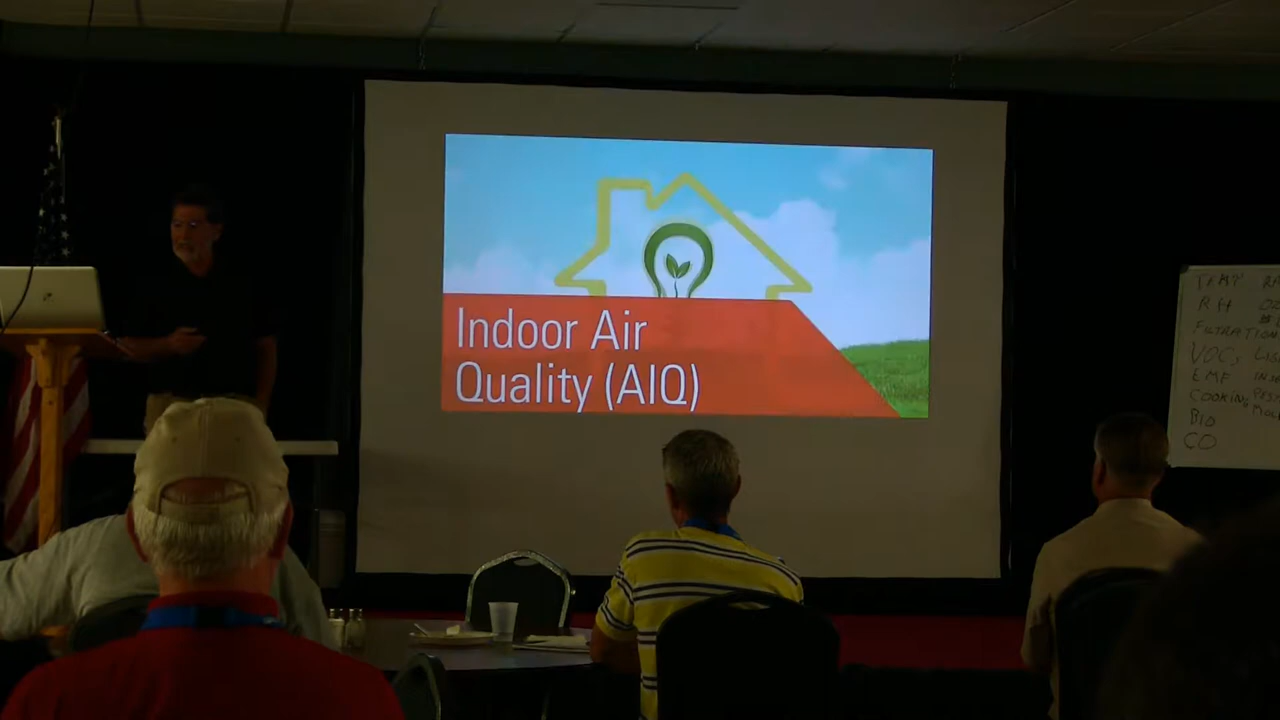 Indoor Air
Quality (AIQ)
TEMP
RH
FILTRATION
VOCs
EMF
COOKING
BIO
CO